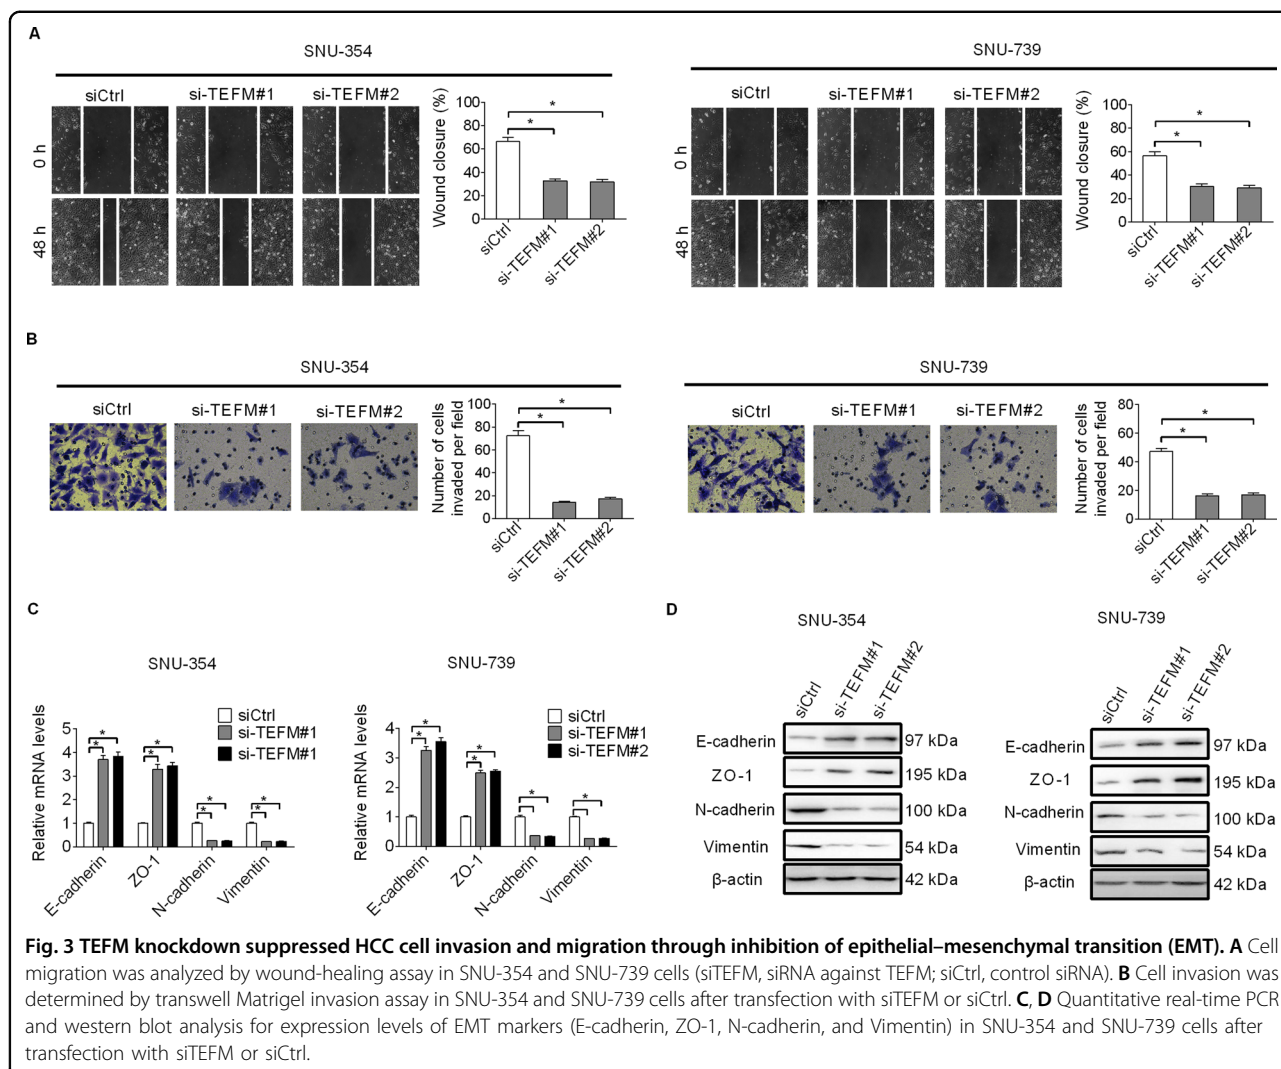 A
SNU-354
SNU-739
siCtrl
si-TEFM#1
si-TEFM#2
0 h
48 h
Wound closure (%)
100
80
60
40
20
0
*
*
siCtrl
si-TEFM#1
si-TEFM#2
siCtrl
si-TEFM#1
si-TEFM#2
0 h
48 h
Wound closure (%)
100
80
60
40
20
0
*
*
siCtrl
si-TEFM#1
si-TEFM#2
B
SNU-354
SNU-739
siCtrl
si-TEFM#1
si-TEFM#2
Number of cells
invaded per field
100
80
60
40
20
0
*
*
siCtrl
si-TEFM#1
si-TEFM#2
siCtrl
si-TEFM#1
si-TEFM#2
Number of cells
invaded per field
80
60
40
20
0
*
*
siCtrl
si-TEFM#1
si-TEFM#2
C
SNU-354
siCtrl
si-TEFM#1
si-TEFM#1
Relative mRNA levels
5
4
3
2
1
0
*
*
*
*
*
*
*
*
E-cadherin
ZO-1
N-cadherin
Vimentin
SNU-739
siCtrl
si-TEFM#1
si-TEFM#2
Relative mRNA levels
4
3
2
1
0
*
*
*
*
*
*
*
E-cadherin
ZO-1
N-cadherin
Vimentin
D
SNU-354
siCtrl
si-TEFM#1
si-TEFM#2
E-cadherin 97 kDa
ZO-1 195 kDa
N-cadherin 100 kDa
Vimentin 54 kDa
β-actin 42 kDa
SNU-739
siCtrl
si-TEFM#1
si-TEFM#2
E-cadherin 97 kDa
ZO-1 195 kDa
N-cadherin 100 kDa
Vimentin 54 kDa
β-actin 42 kDa
Fig. 3 TEFM knockdown suppressed HCC cell invasion and migration through inhibition of epithelial–mesenchymal transition (EMT). A Cell
migration was analyzed by wound-healing assay in SNU-354 and SNU-739 cells (siTEFM, siRNA against TEFM; siCtrl, control siRNA). B Cell invasion was
determined by transwell Matrigel invasion assay in SNU-354 and SNU-739 cells after transfection with siTEFM or siCtrl. C, D Quantitative real-time PCR
and western blot analysis for expression levels of EMT markers (E-cadherin, ZO-1, N-cadherin, and Vimentin) in SNU-354 and SNU-739 cells after
transfection with siTEFM or siCtrl.